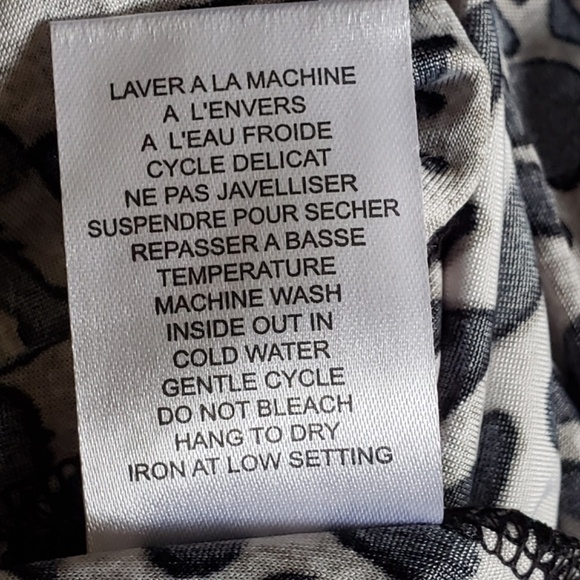 LAVER A LA MACHINE
A L'ENVERS
A L'EAU FROIDE
CYCLE DELICAT
NE PAS JAVELLISER
SUSPENDRE POUR SECHER
REPASSER A BASSE
TEMPERATURE
MACHINE WASH
INSIDE OUT IN
COLD WATER
GENTLE CYCLE
DO NOT BLEACH
HANG TO DRY
IRON AT LOW SETTING